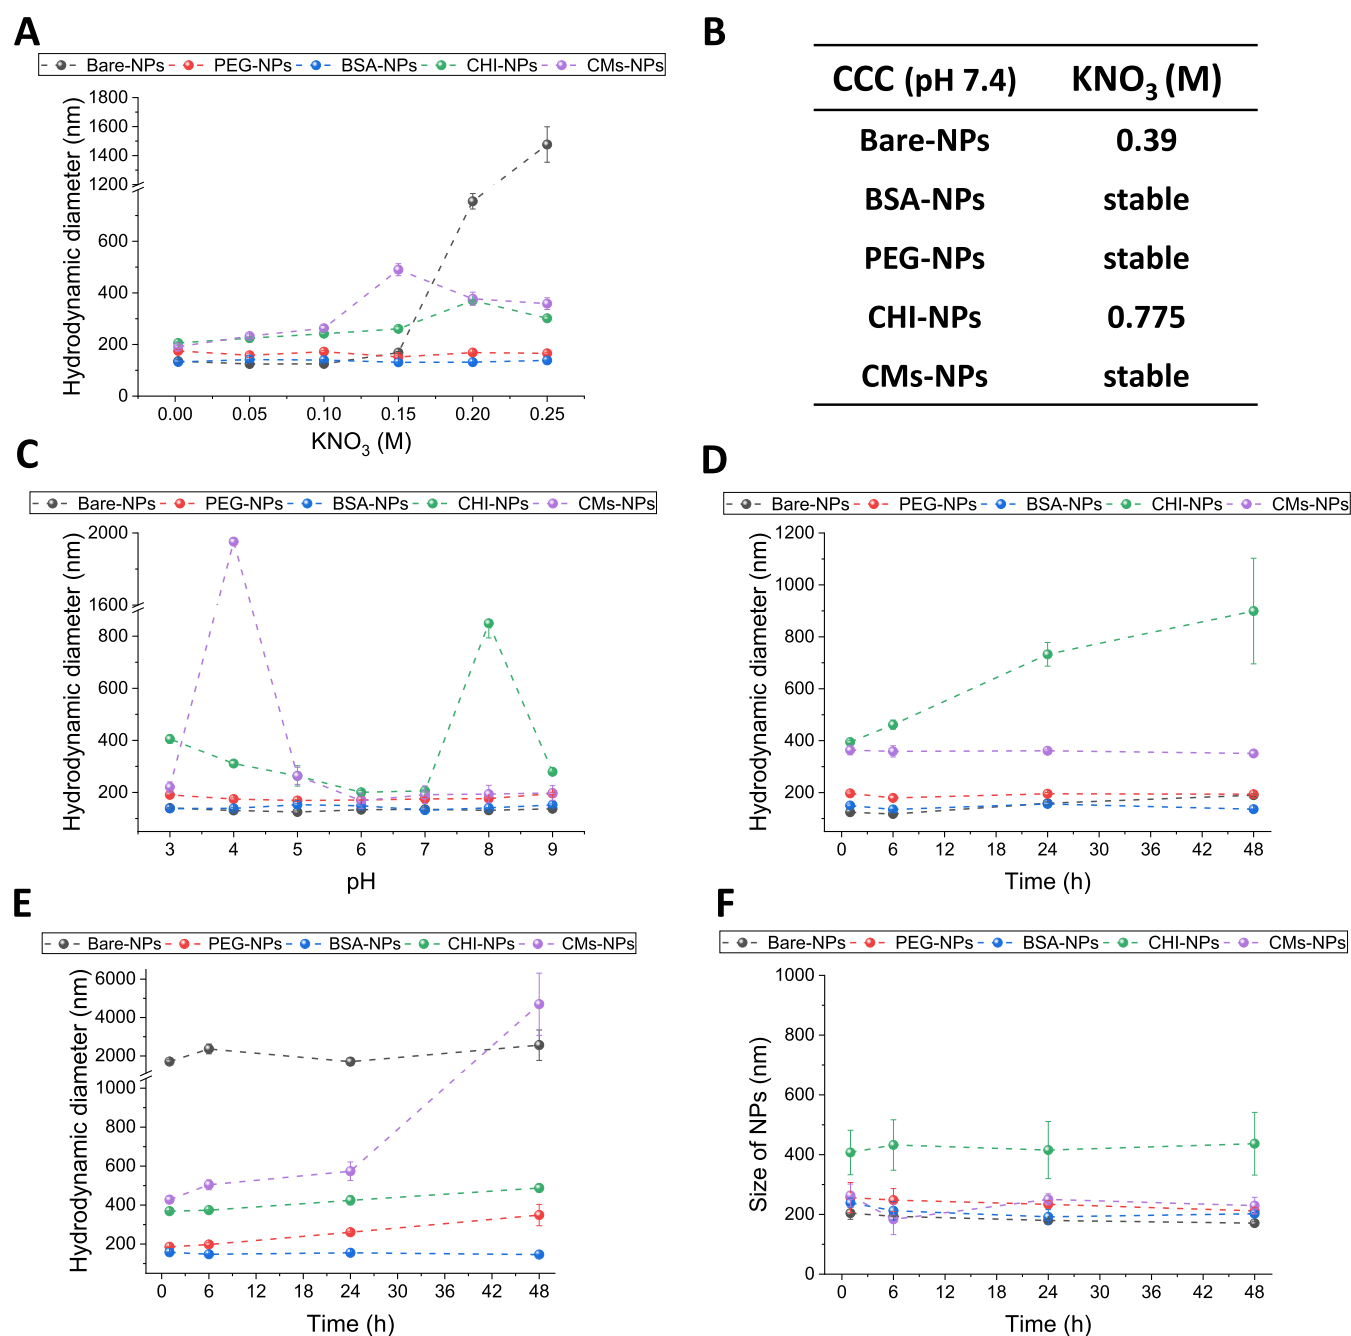 A
Bare-NPs PEG-NPs BSA-NPs CHI-NPs CMs-NPs
Hydrodynamic diameter (nm)
1800
1600
1400
1200
600
400
200
0
0.00 0.05 0.10 0.15 0.20 0.25
KNO₃ (M)
B
CCC (pH 7.4) KNO₃ (M)
Bare-NPs 0.39
BSA-NPs stable
PEG-NPs stable
CHI-NPs 0.775
CMs-NPs stable
C
Bare-NPs PEG-NPs BSA-NPs CHI-NPs CMs-NPs
Hydrodynamic diameter (nm)
2000
1600
800
600
400
200
3 4 5 6 7 8 9
pH
D
Bare-NPs PEG-NPs BSA-NPs CHI-NPs CMs-NPs
Hydrodynamic diameter (nm)
1200
1000
800
600
400
200
0 6 12 18 24 30 36 42 48
Time (h)
E
Bare-NPs PEG-NPs BSA-NPs CHI-NPs CMs-NPs
Hydrodynamic diameter (nm)
6000
4000
2000
1000
800
600
400
200
0 6 12 18 24 30 36 42 48
Time (h)
F
Bare-NPs PEG-NPs BSA-NPs CHI-NPs CMs-NPs
Size of NPs (nm)
1000
800
600
400
200
0
0 6 12 18 24 30 36 42 48
Time (h)